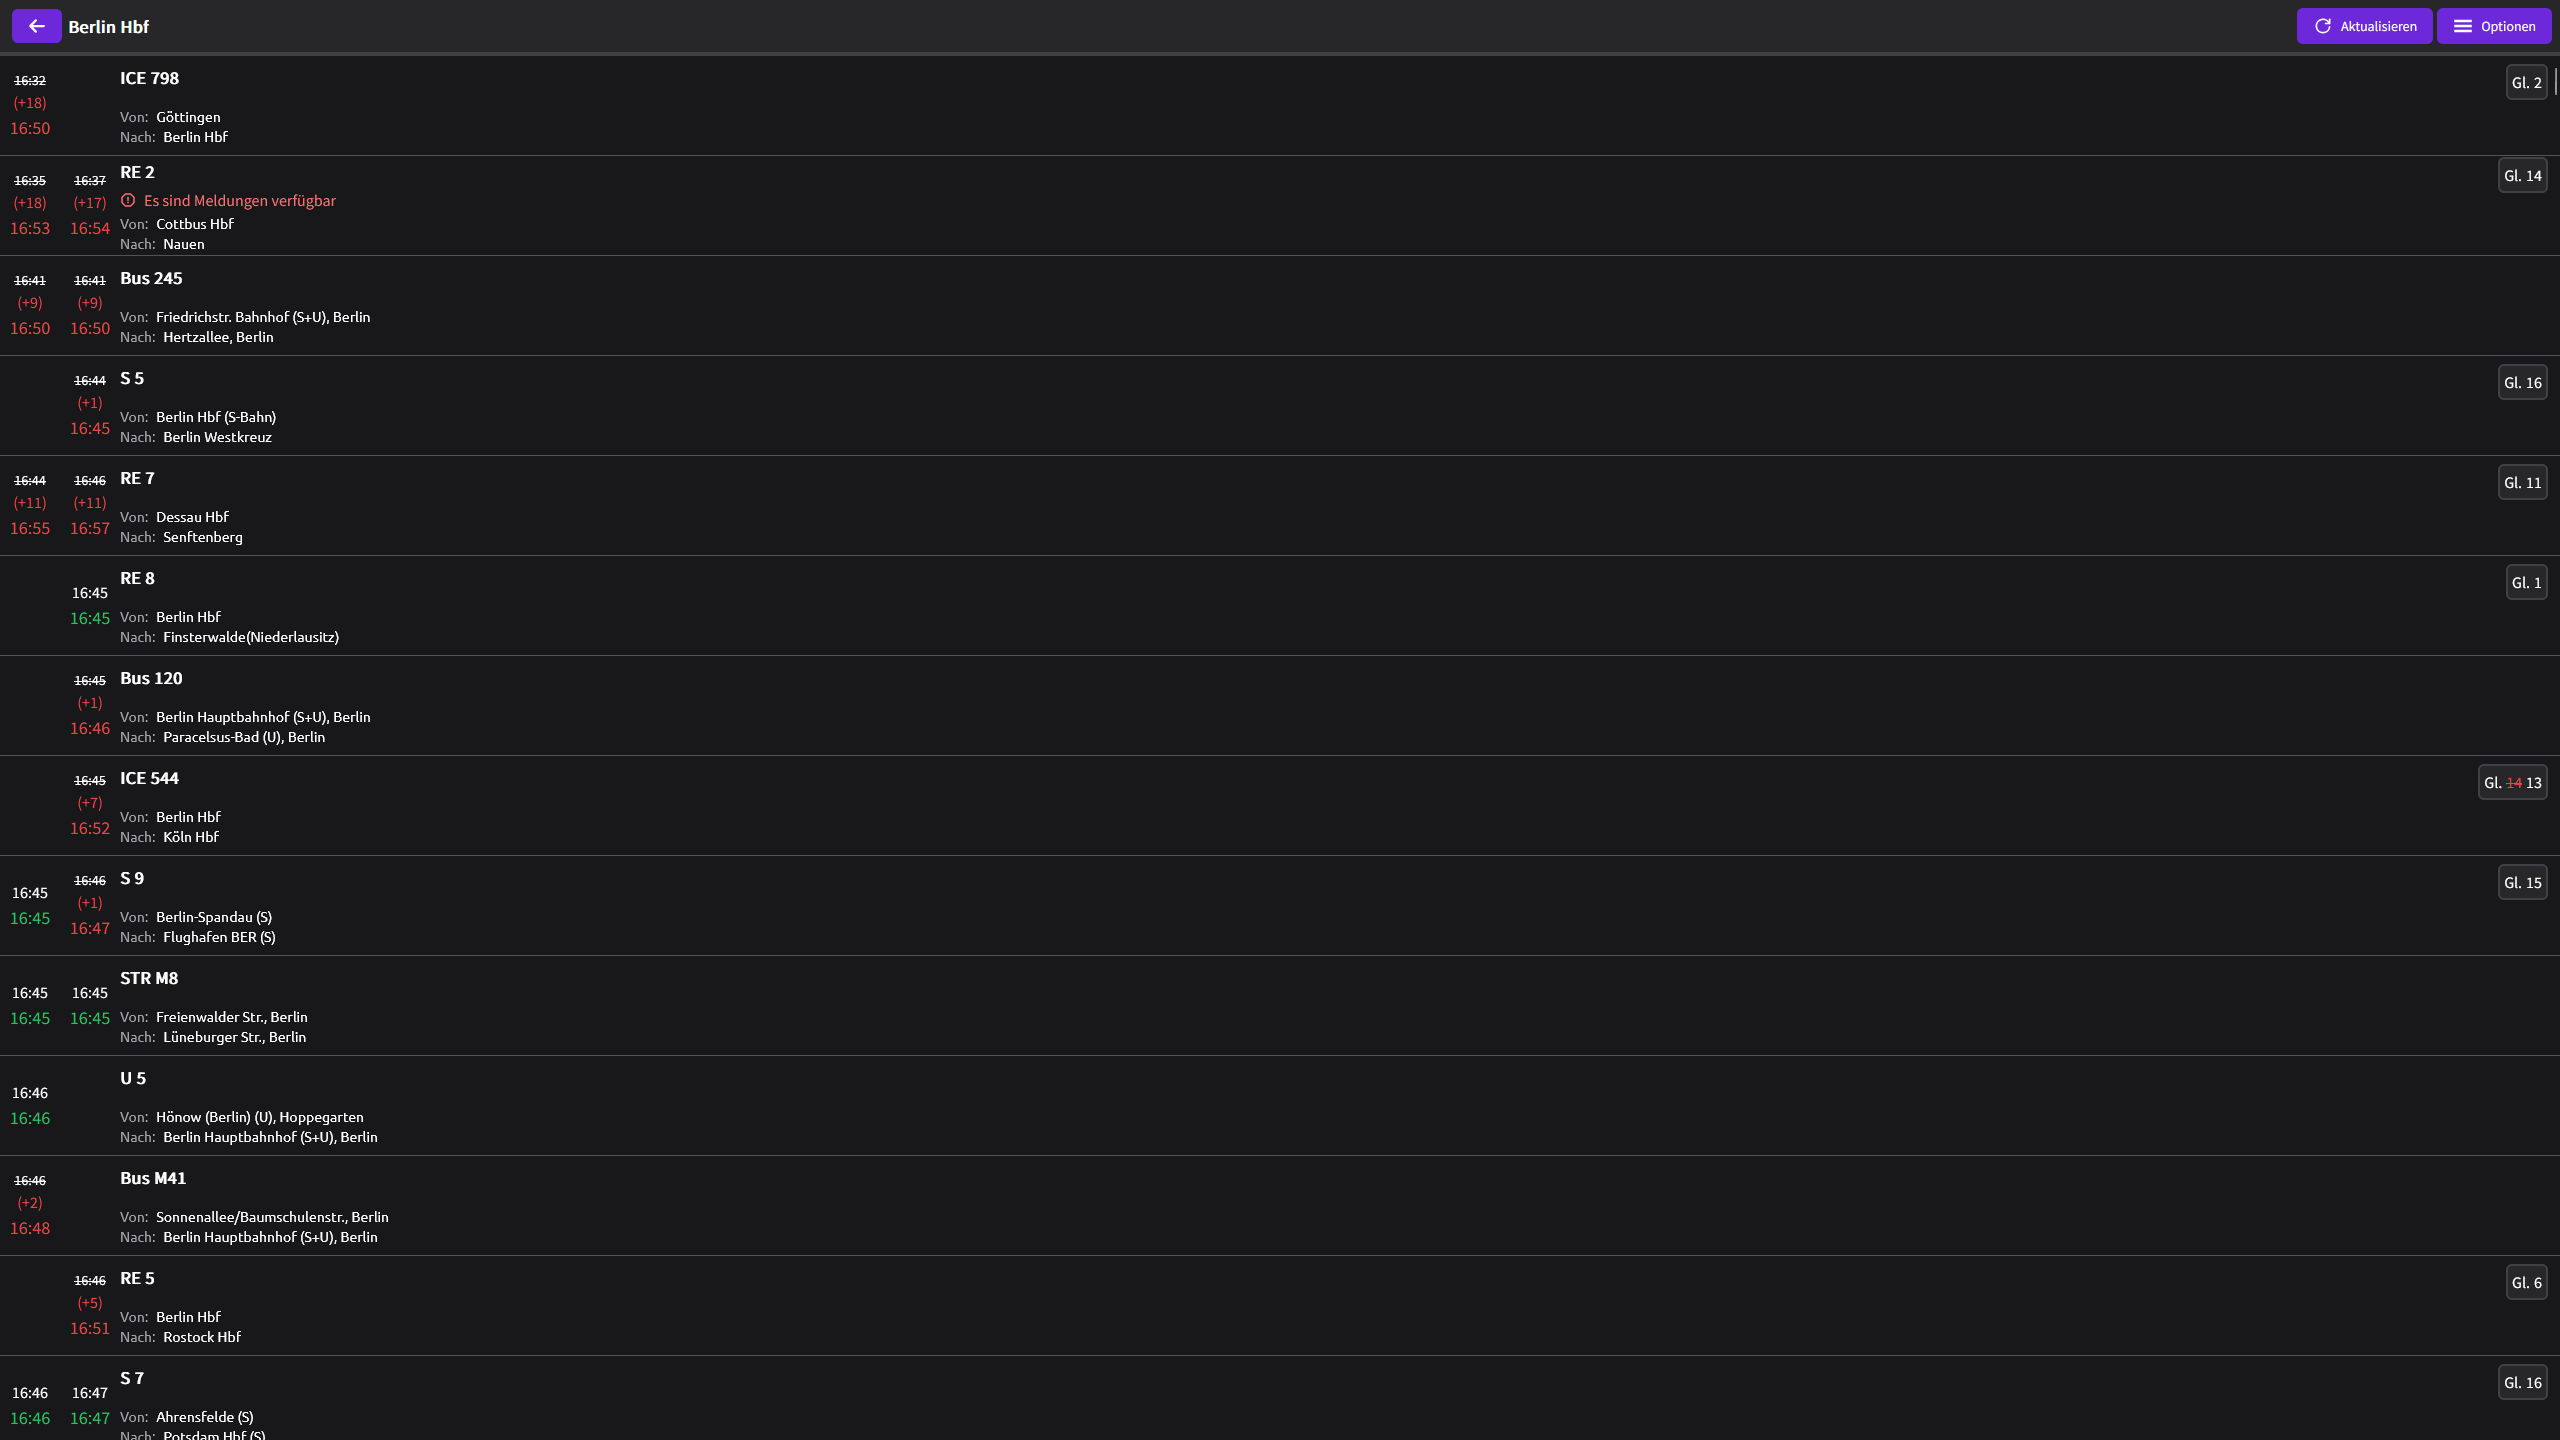 Berlin Hbf
Aktualisieren
Optionen
16:32
(+18)
16:50
ICE 798
Von: Göttingen
Nach: Berlin Hbf
Gl. 2
16:35 16:37
(+18) (+17)
16:53 16:54
RE 2
Es sind Meldungen verfügbar
Von: Cottbus Hbf
Nach: Nauen
Gl. 14
16:41 16:41
(+9) (+9)
16:50 16:50
Bus 245
Von: Friedrichstr. Bahnhof (S+U), Berlin
Nach: Hertzallee, Berlin
16:44
(+1)
16:45
S 5
Von: Berlin Hbf (S-Bahn)
Nach: Berlin Westkreuz
Gl. 16
16:44 16:46
(+11) (+11)
16:55 16:57
RE 7
Von: Dessau Hbf
Nach: Senftenberg
Gl. 11
16:45
16:45
RE 8
Von: Berlin Hbf
Nach: Finsterwalde(Niederlausitz)
Gl. 1
16:45
(+1)
16:46
Bus 120
Von: Berlin Hauptbahnhof (S+U), Berlin
Nach: Paracelsus-Bad (U), Berlin
16:45
(+7)
16:52
ICE 544
Von: Berlin Hbf
Nach: Köln Hbf
Gl. 14 13
16:45
16:45
16:46
(+1)
16:47
S 9
Von: Berlin-Spandau (S)
Nach: Flughafen BER (S)
Gl. 15
16:45 16:45
16:45 16:45
STR M8
Von: Freienwalder Str., Berlin
Nach: Lüneburger Str., Berlin
16:46
16:46
U 5
Von: Hönow (Berlin) (U), Hoppegarten
Nach: Berlin Hauptbahnhof (S+U), Berlin
16:46
(+2)
16:48
Bus M41
Von: Sonnenallee/Baumschulenstr., Berlin
Nach: Berlin Hauptbahnhof (S+U), Berlin
16:46
(+5)
16:51
RE 5
Von: Berlin Hbf
Nach: Rostock Hbf
Gl. 6
16:46 16:47
16:46 16:47
S 7
Von: Ahrensfelde (S)
Nach: Potsdam Hbf (S)
Gl. 16